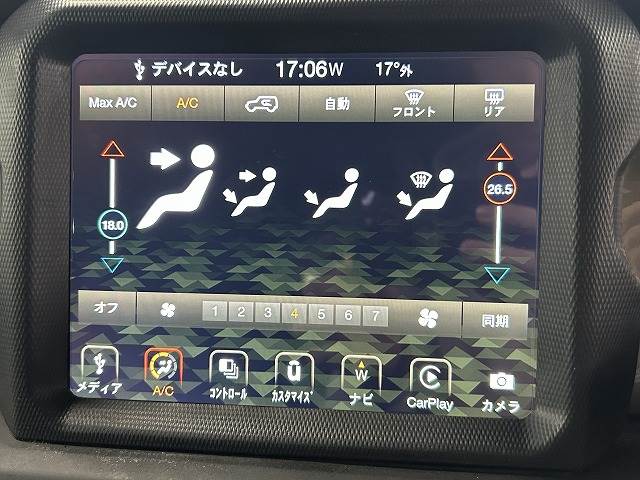 デバイスなし 17:06W 17°外
Max A/C A/C 自動 フロント リア
18.0 26.5
オフ 1 2 3 4 5 6 7 同期
メディア A/C コントロール カスタマイズ W ナビ CarPlay カメラ